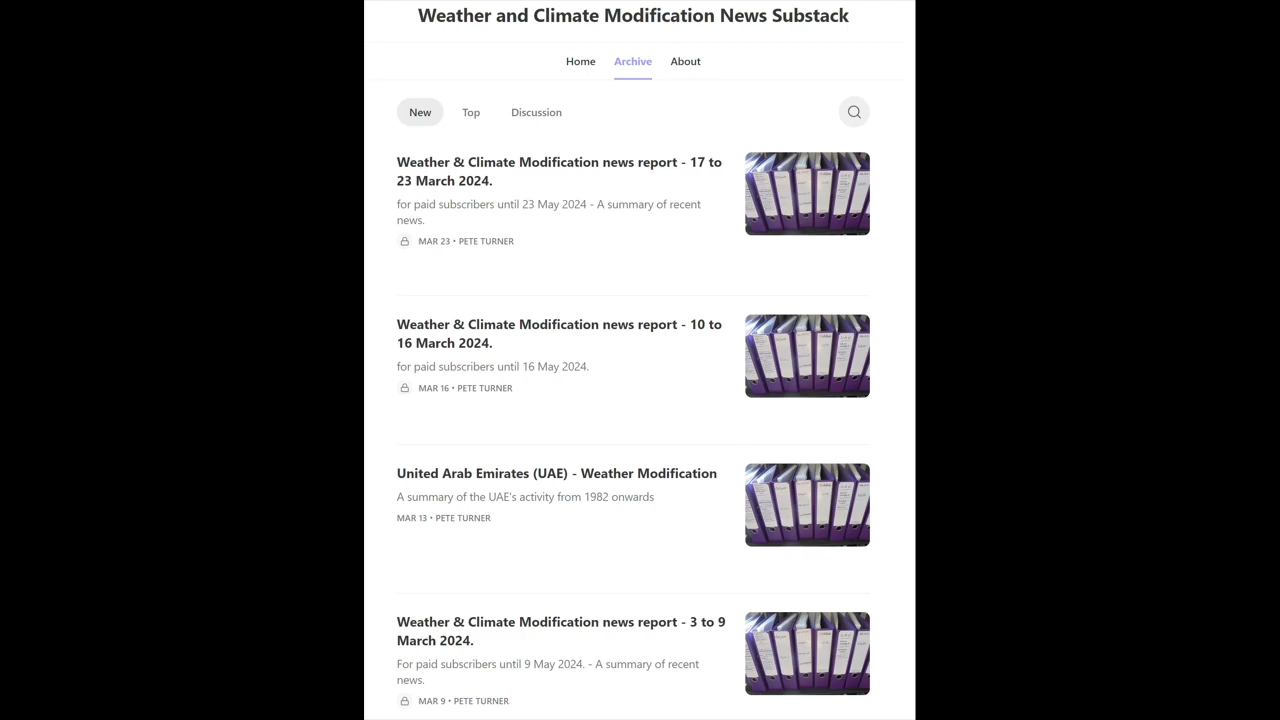 Weather and Climate Modification News Substack
Home Archive About
New Top Discussion
Weather & Climate Modification news report - 17 to
23 March 2024.
for paid subscribers until 23 May 2024 - A summary of recent
news.
MAR 23 • PETE TURNER
Weather & Climate Modification news report - 10 to
16 March 2024.
for paid subscribers until 16 May 2024.
MAR 16 • PETE TURNER
United Arab Emirates (UAE) - Weather Modification
A summary of the UAE's activity from 1982 onwards
MAR 13 • PETE TURNER
Weather & Climate Modification news report - 3 to 9
March 2024.
For paid subscribers until 9 May 2024. - A summary of recent
news.
MAR 9 • PETE TURNER